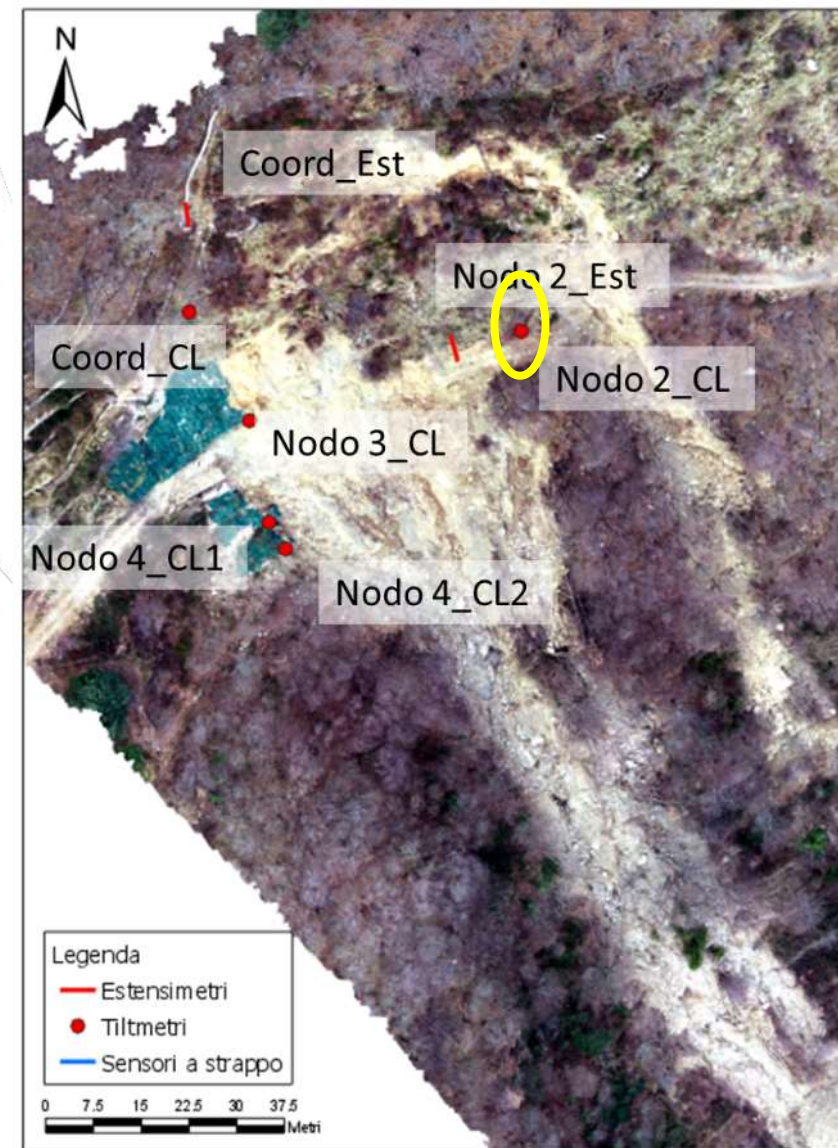 N
Coord_Est
Nodo 2_Est
Coord_CL
Nodo 2_CL
Nodo 3_CL
Nodo 4_CL1
Nodo 4_CL2
Legenda
Estensimetri
Tiltmetri
Sensori a strappo
0 7.5 15 22.5 30 37.5
Metri